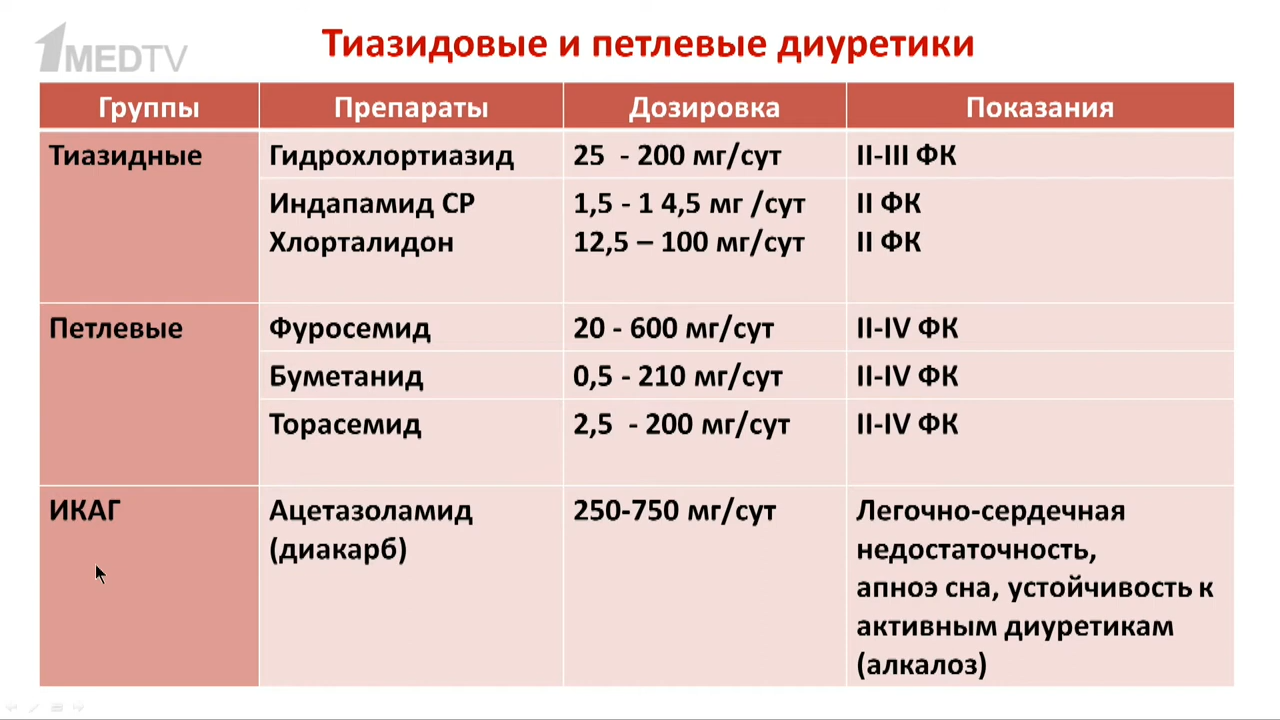 1MEDTV
Тиазидовые и петлевые диуретики
Группы Препараты Дозировка Показания
Тиазидные Гидрохлортиазид 25 - 200 мг/сут II-III ФК
Индапамид СР 1,5 - 1 4,5 мг /сут II ФК
Хлорталидон 12,5 – 100 мг/сут II ФК
Петлевые Фуросемид 20 - 600 мг/сут II-IV ФК
Буметанид 0,5 - 210 мг/сут II-IV ФК
Торасемид 2,5 - 200 мг/сут II-IV ФК
ИКАГ Ацетазоламид 250-750 мг/сут Легочно-сердечная
(диакарб) недостаточность,
апноэ сна, устойчивость к
активным диуретикам
(алкалоз)